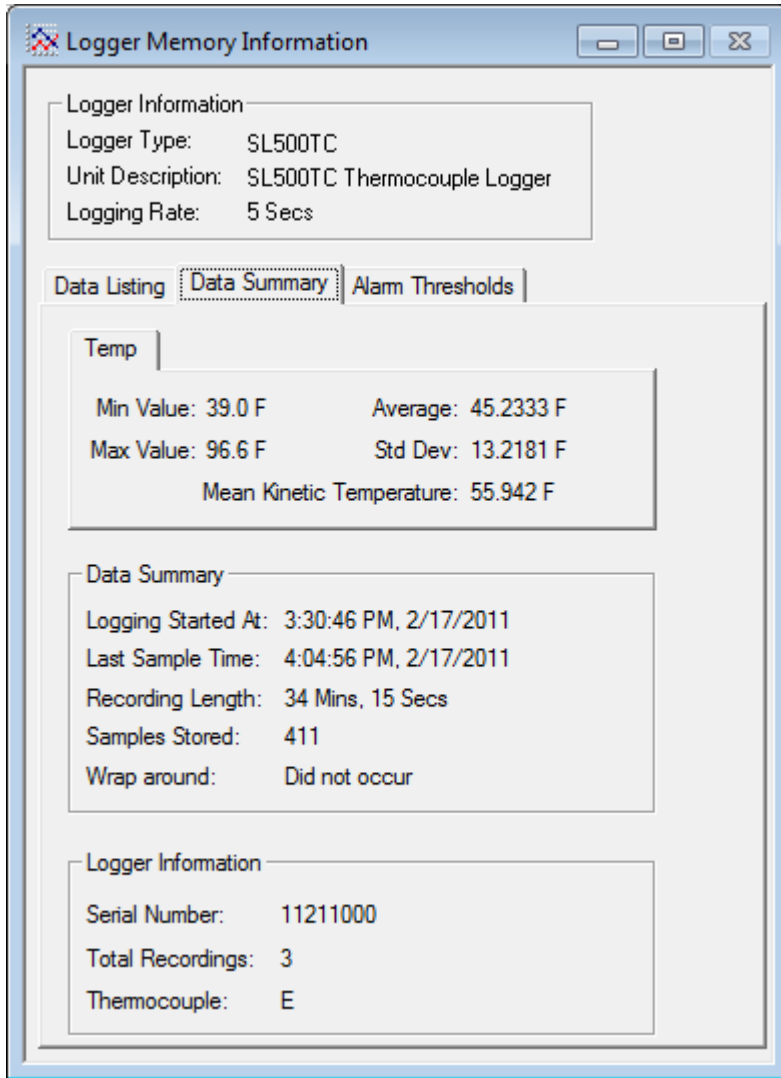 Logger Memory Information
Logger Information
Logger Type: SL500TC
Unit Description: SL500TC Thermocouple Logger
Logging Rate: 5 Secs
Data Listing Data Summary Alarm Thresholds
Temp
Min Value: 39.0 F Average: 45.2333 F
Max Value: 96.6 F Std Dev: 13.2181 F
Mean Kinetic Temperature: 55.942 F
Data Summary
Logging Started At: 3:30:46 PM, 2/17/2011
Last Sample Time: 4:04:56 PM, 2/17/2011
Recording Length: 34 Mins, 15 Secs
Samples Stored: 411
Wrap around: Did not occur
Logger Information
Serial Number: 11211000
Total Recordings: 3
Thermocouple: E